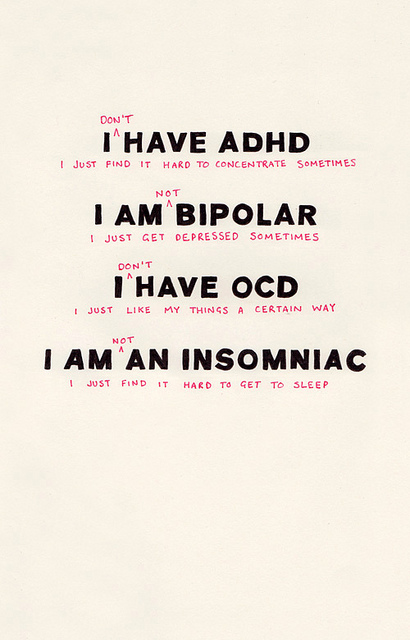 DON'T
I ^ HAVE ADHD
I JUST FIND IT HARD TO CONCENTRATE SOMETIMES
NOT
I AM ^ BIPOLAR
I JUST GET DEPRESSED SOMETIMES
DON'T
I ^ HAVE OCD
I JUST LIKE MY THINGS A CERTAIN WAY
NOT
I AM ^ AN INSOMNIAC
I JUST FIND IT HARD TO GET TO SLEEP